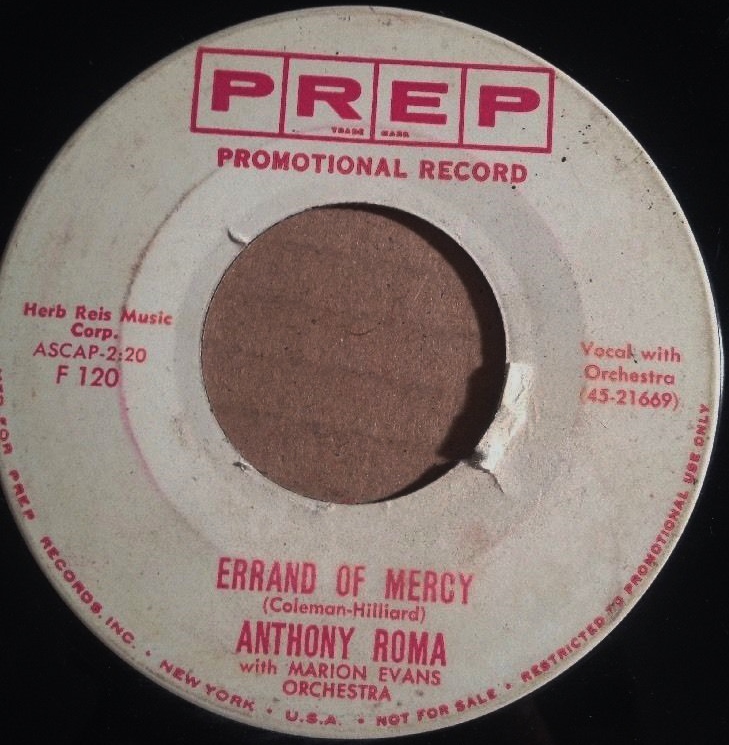 PREP
TRADE MARK
PROMOTIONAL RECORD
Herb Reis Music
Corp.
ASCAP-2:20
F 120
Vocal with
Orchestra
(45-21669)
ERRAND OF MERCY
(Coleman-Hilliard)
ANTHONY ROMA
with MARION EVANS
ORCHESTRA
FOR PREP RECORDS, INC. • NEW YORK • U.S.A. • NOT FOR SALE • RESTRICTED TO PROMOTIONAL USE ONLY